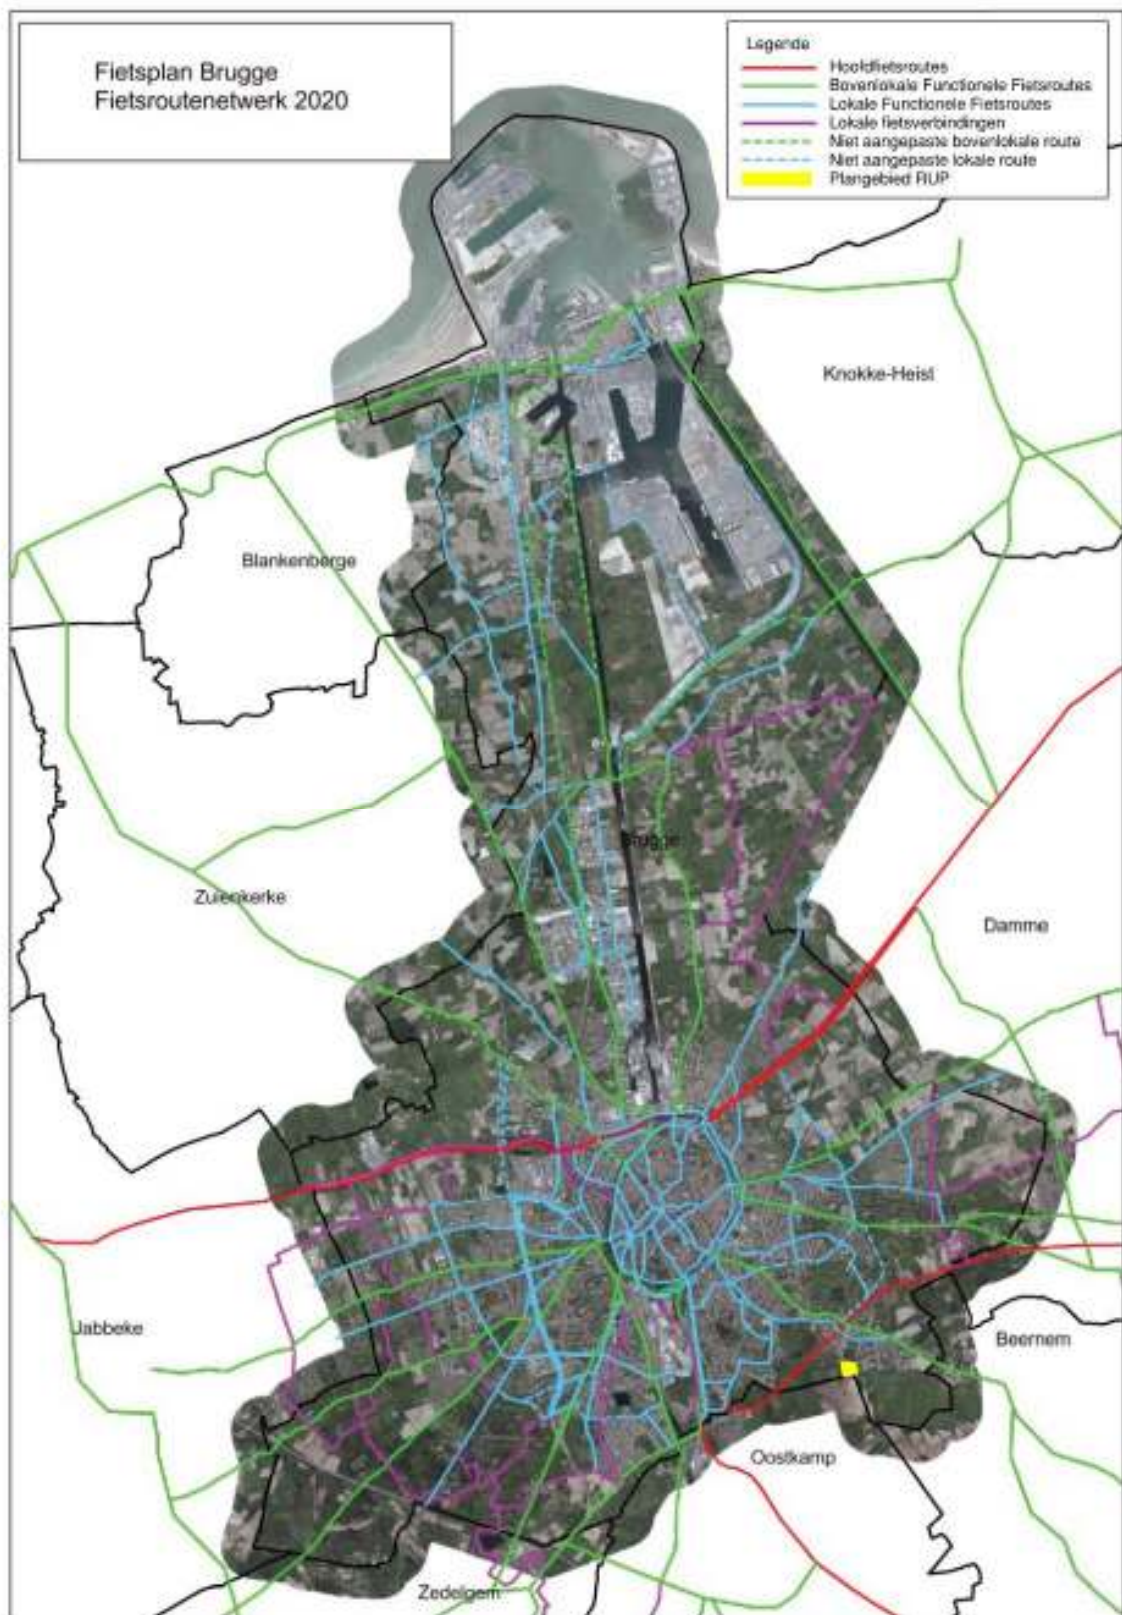 Fietsplan Brugge
Fietsroutenetwerk 2020
Legende
Hoofdfietsroutes
Bovenlokale Functionele Fietsroutes
Lokale Functionele Fietsroutes
Lokale fietsverbindingen
Niet aangepaste bovenlokale route
Niet aangepaste lokale route
Plangebied RUP
Knokke-Heist
Blankenberge
Brugge
Zuienkerke
Damme
Jabbeke
Beernem
Oostkamp
Zedelgem